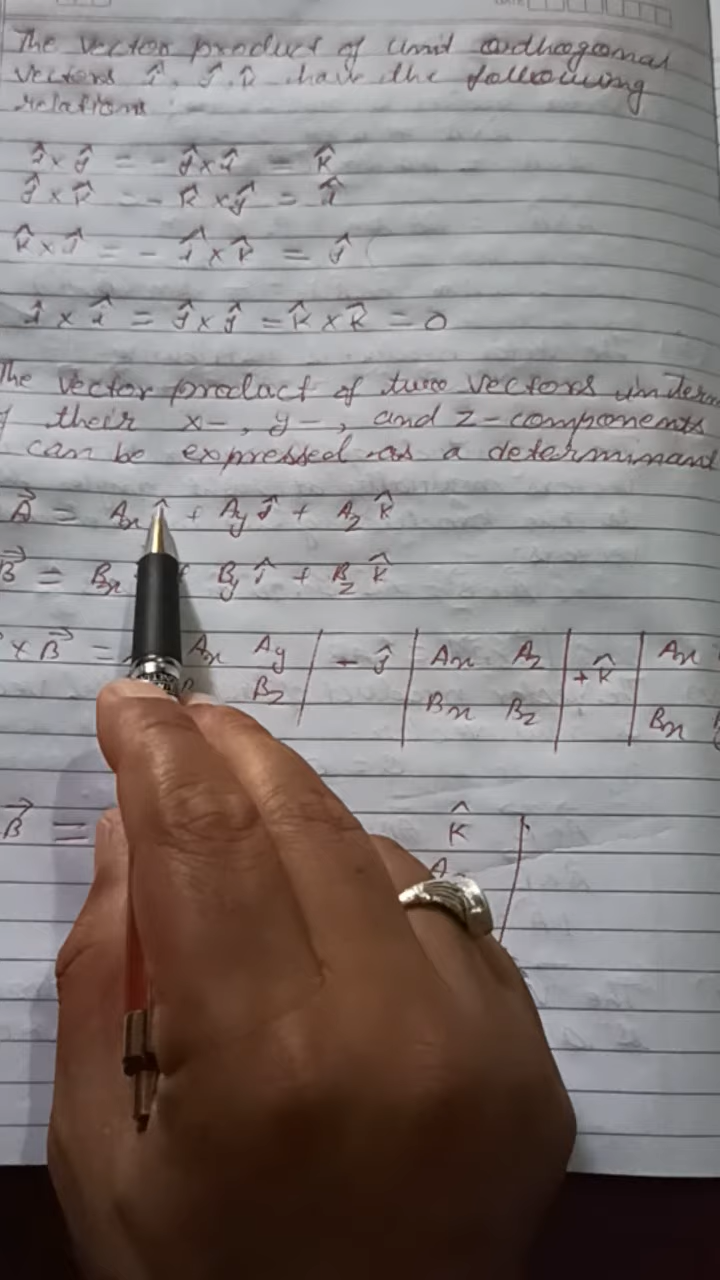 The vector product of unit orthogonal
vectors î, ĵ, k̂ have the following
relations :-
î × ĵ = - ĵ × î = k̂
ĵ × k̂ = - k̂ × ĵ = î
k̂ × î = - î × k̂ = ĵ
î × î = ĵ × ĵ = k̂ × k̂ = 0
The vector product of two vectors in
their x-, y-, and z-components
can be expressed as a determinant
A⃗ = Ax î + Ay ĵ + Az k̂
B⃗ = Bx By ĵ + Bz k̂
× B⃗ = Ax Ay | - ĵ | Ax Az | + k̂ | Ax
Bz | Bx Bz | Bx
B⃗ = k̂ |
A